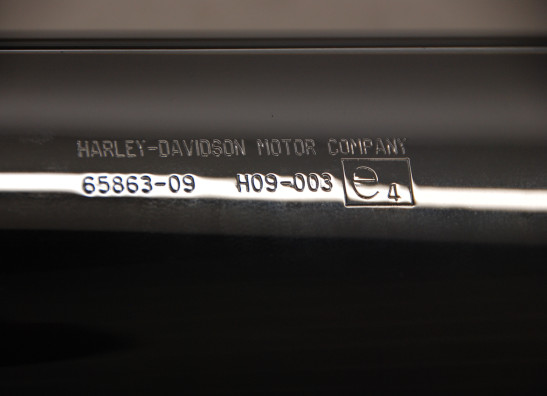 HARLEY-DAVIDSON MOTOR COMPANY
65863-09 H09-003 e4